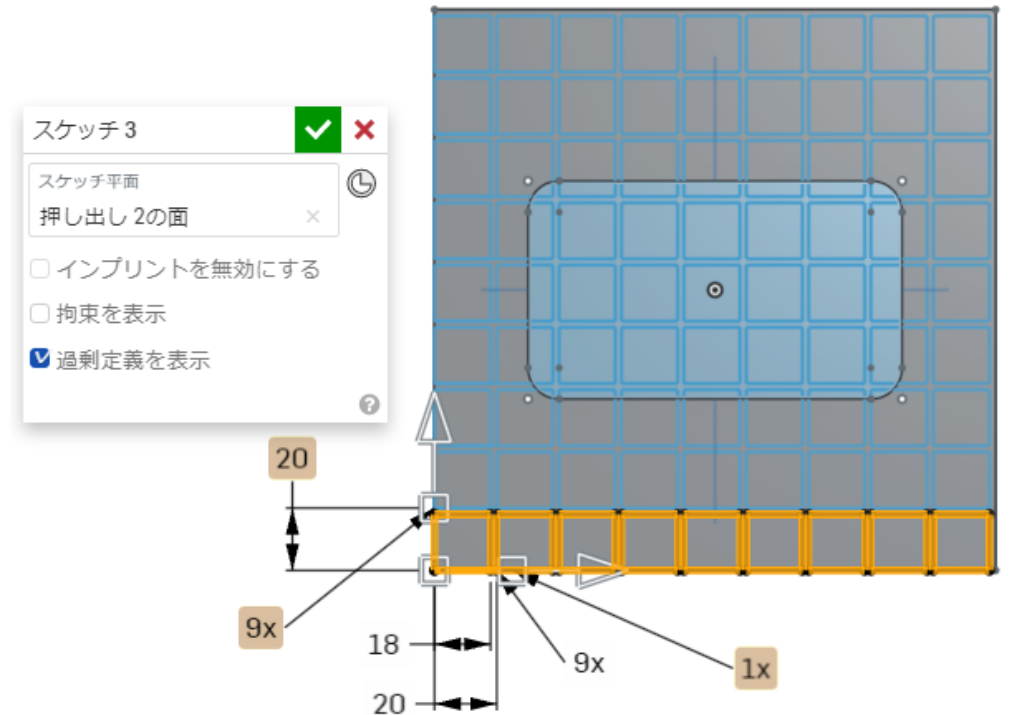 スケッチ 3
スケッチ平面
押し出し 2の面
インプリントを無効にする
拘束を表示
過剰定義を表示
20
9x
18
9x
1x
20